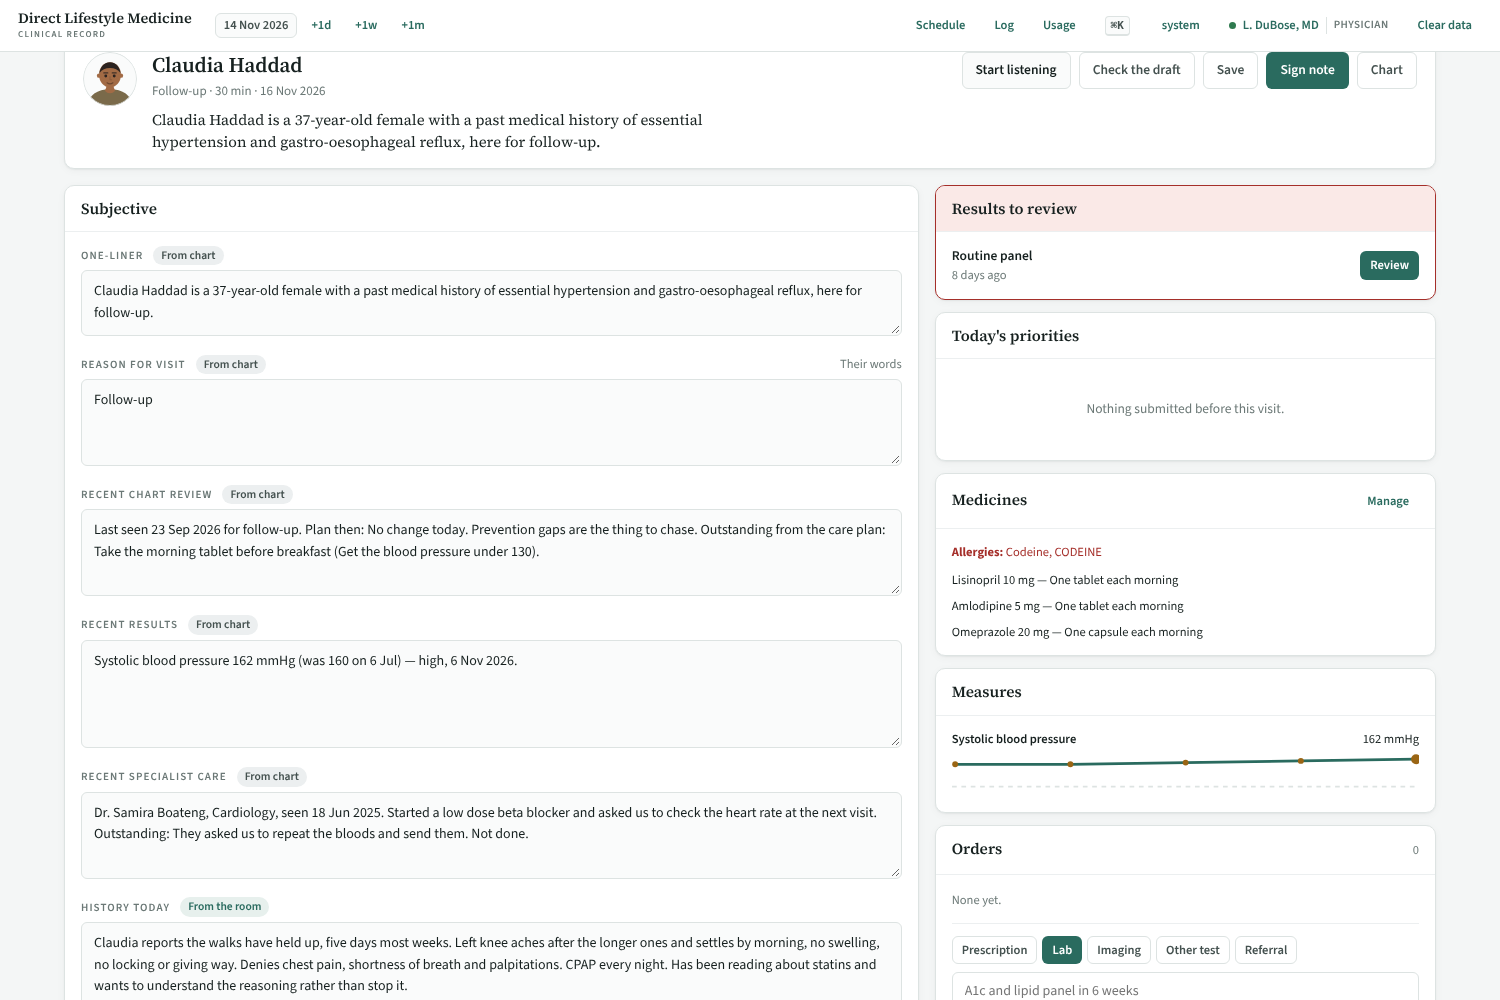 Direct Lifestyle Medicine
CLINICAL RECORD
14 Nov 2026
+1d
+1w
+1m
Schedule
Log
Usage
⌘K
system
L. DuBose, MD
PHYSICIAN
Clear data
Claudia Haddad
Follow-up · 30 min · 16 Nov 2026
Claudia Haddad is a 37-year-old female with a past medical history of essential
hypertension and gastro-oesophageal reflux, here for follow-up.
Start listening
Check the draft
Save
Sign note
Chart
Subjective
ONE-LINER
From chart
Claudia Haddad is a 37-year-old female with a past medical history of essential hypertension and gastro-oesophageal reflux, here for
follow-up.
REASON FOR VISIT
From chart
Their words
Follow-up
RECENT CHART REVIEW
From chart
Last seen 23 Sep 2026 for follow-up. Plan then: No change today. Prevention gaps are the thing to chase. Outstanding from the care plan:
Take the morning tablet before breakfast (Get the blood pressure under 130).
RECENT RESULTS
From chart
Systolic blood pressure 162 mmHg (was 160 on 6 Jul) — high, 6 Nov 2026.
RECENT SPECIALIST CARE
From chart
Dr. Samira Boateng, Cardiology, seen 18 Jun 2025. Started a low dose beta blocker and asked us to check the heart rate at the next visit.
Outstanding: They asked us to repeat the bloods and send them. Not done.
HISTORY TODAY
From the room
Claudia reports the walks have held up, five days most weeks. Left knee aches after the longer ones and settles by morning, no swelling,
no locking or giving way. Denies chest pain, shortness of breath and palpitations. CPAP every night. Has been reading about statins and
wants to understand the reasoning rather than stop it.
Results to review
Routine panel
8 days ago
Review
Today's priorities
Nothing submitted before this visit.
Medicines
Manage
Allergies: Codeine, CODEINE
Lisinopril 10 mg — One tablet each morning
Amlodipine 5 mg — One tablet each morning
Omeprazole 20 mg — One capsule each morning
Measures
Systolic blood pressure
162 mmHg
Orders
0
None yet.
Prescription
Lab
Imaging
Other test
Referral
A1c and lipid panel in 6 weeks